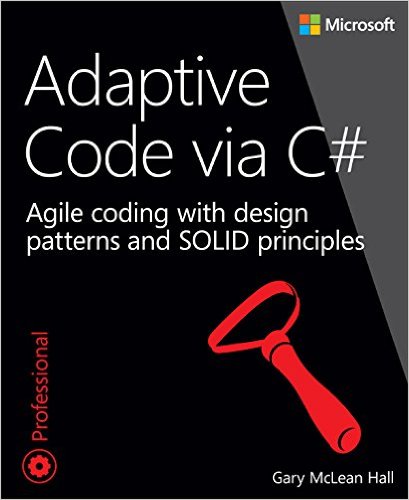 Microsoft
Adaptive
Code via C#
Agile coding with design
patterns and SOLID principles
Professional
Gary McLean Hall